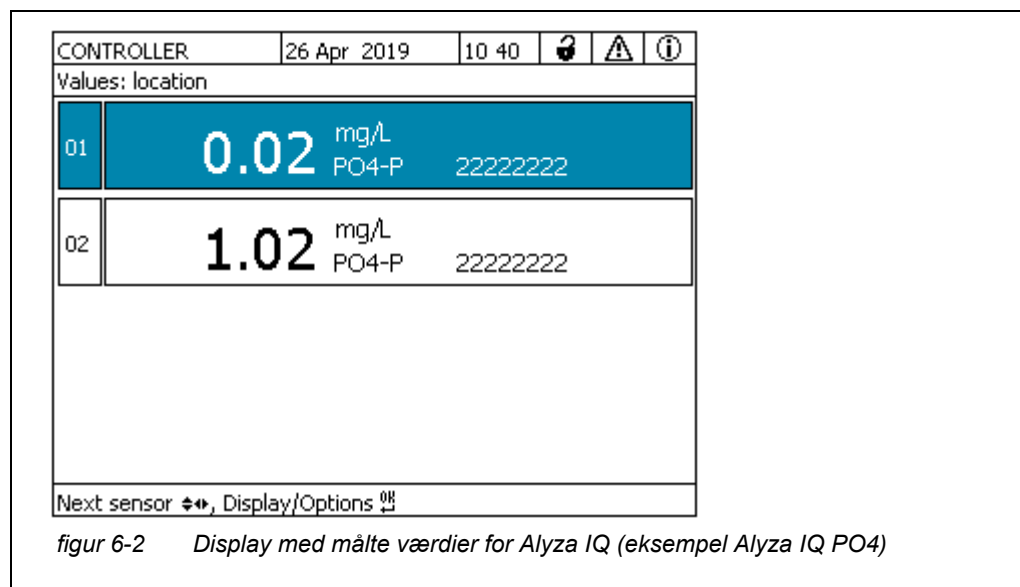 CONTROLLER 26 Apr 2019 10 40
Values: location
01 0.02 mg/L PO4-P 22222222
02 1.02 mg/L PO4-P 22222222
Next sensor, Display/Options OK
figur 6-2 Display med målte værdier for Alyza IQ (eksempel Alyza IQ PO4)